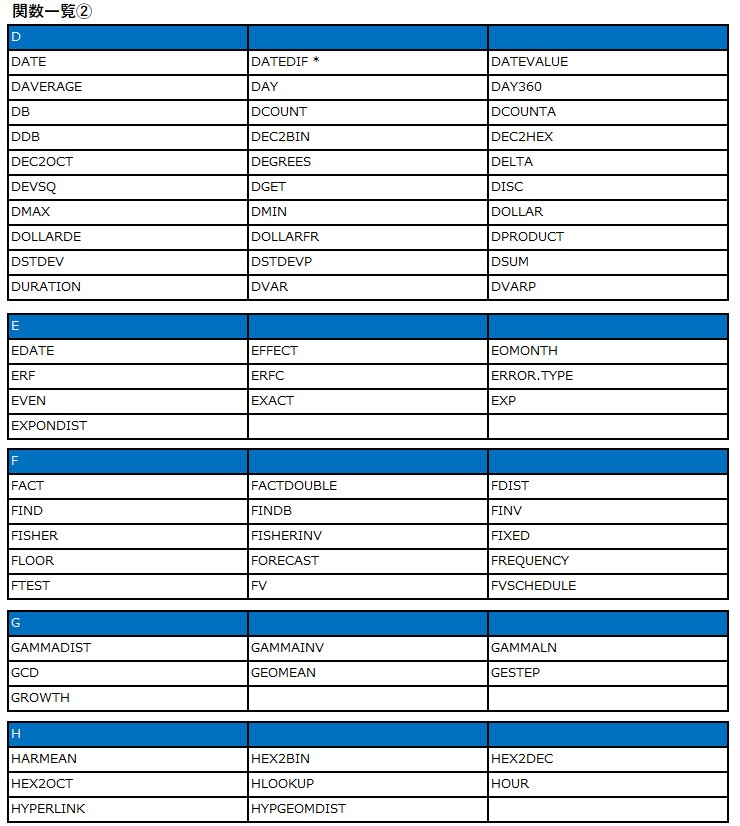 関数一覧②
D
DATE DATEDIF * DATEVALUE
DAVERAGE DAY DAY360
DB DCOUNT DCOUNTA
DDB DEC2BIN DEC2HEX
DEC2OCT DEGREES DELTA
DEVSQ DGET DISC
DMAX DMIN DOLLAR
DOLLARDE DOLLARFR DPRODUCT
DSTDEV DSTDEVP DSUM
DURATION DVAR DVARP
E
EDATE EFFECT EOMONTH
ERF ERFC ERROR.TYPE
EVEN EXACT EXP
EXPONDIST
F
FACT FACTDOUBLE FDIST
FIND FINDB FINV
FISHER FISHERINV FIXED
FLOOR FORECAST FREQUENCY
FTEST FV FVSCHEDULE
G
GAMMADIST GAMMAINV GAMMALN
GCD GEOMEAN GESTEP
GROWTH
H
HARMEAN HEX2BIN HEX2DEC
HEX2OCT HLOOKUP HOUR
HYPERLINK HYPGEOMDIST